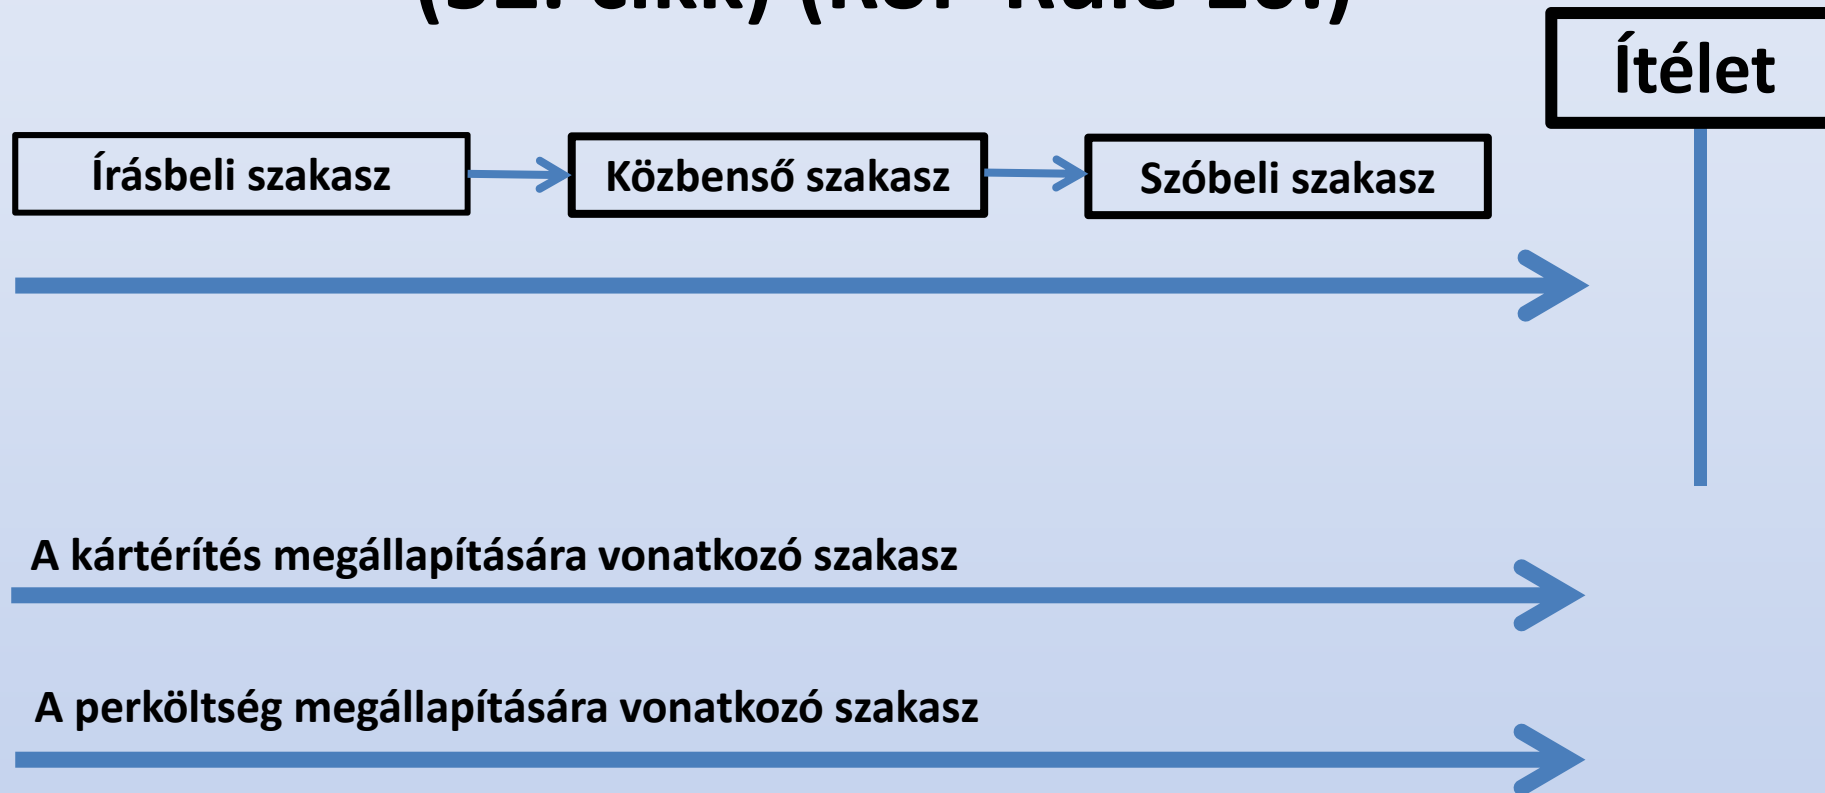 Ítélet
Írásbeli szakasz
Közbenső szakasz
Szóbeli szakasz
A kártérítés megállapítására vonatkozó szakasz
A perköltség megállapítására vonatkozó szakasz